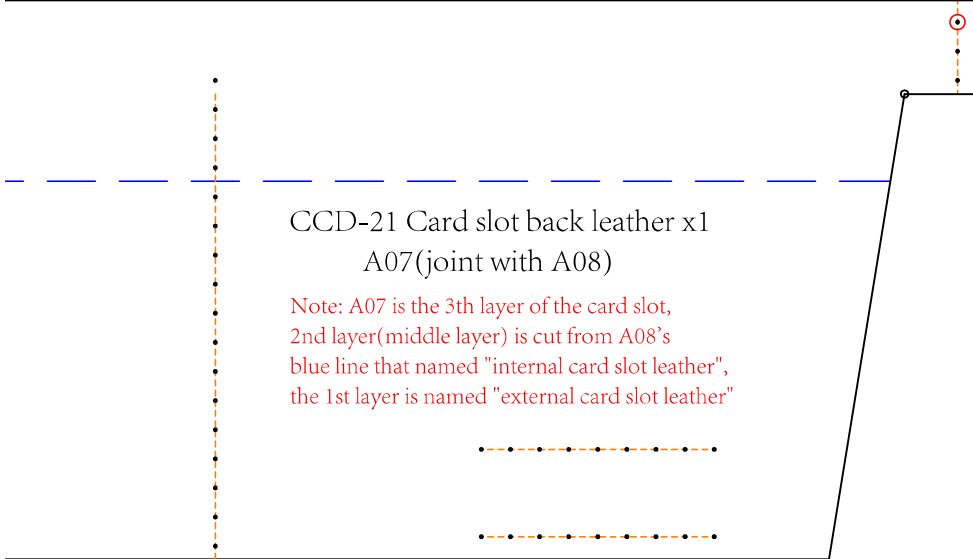 CCD-21 Card slot back leather x1
A07(joint with A08)
Note: A07 is the 3th layer of the card slot,
2nd layer(middle layer) is cut from A08's
blue line that named "internal card slot leather",
the 1st layer is named "external card slot leather"